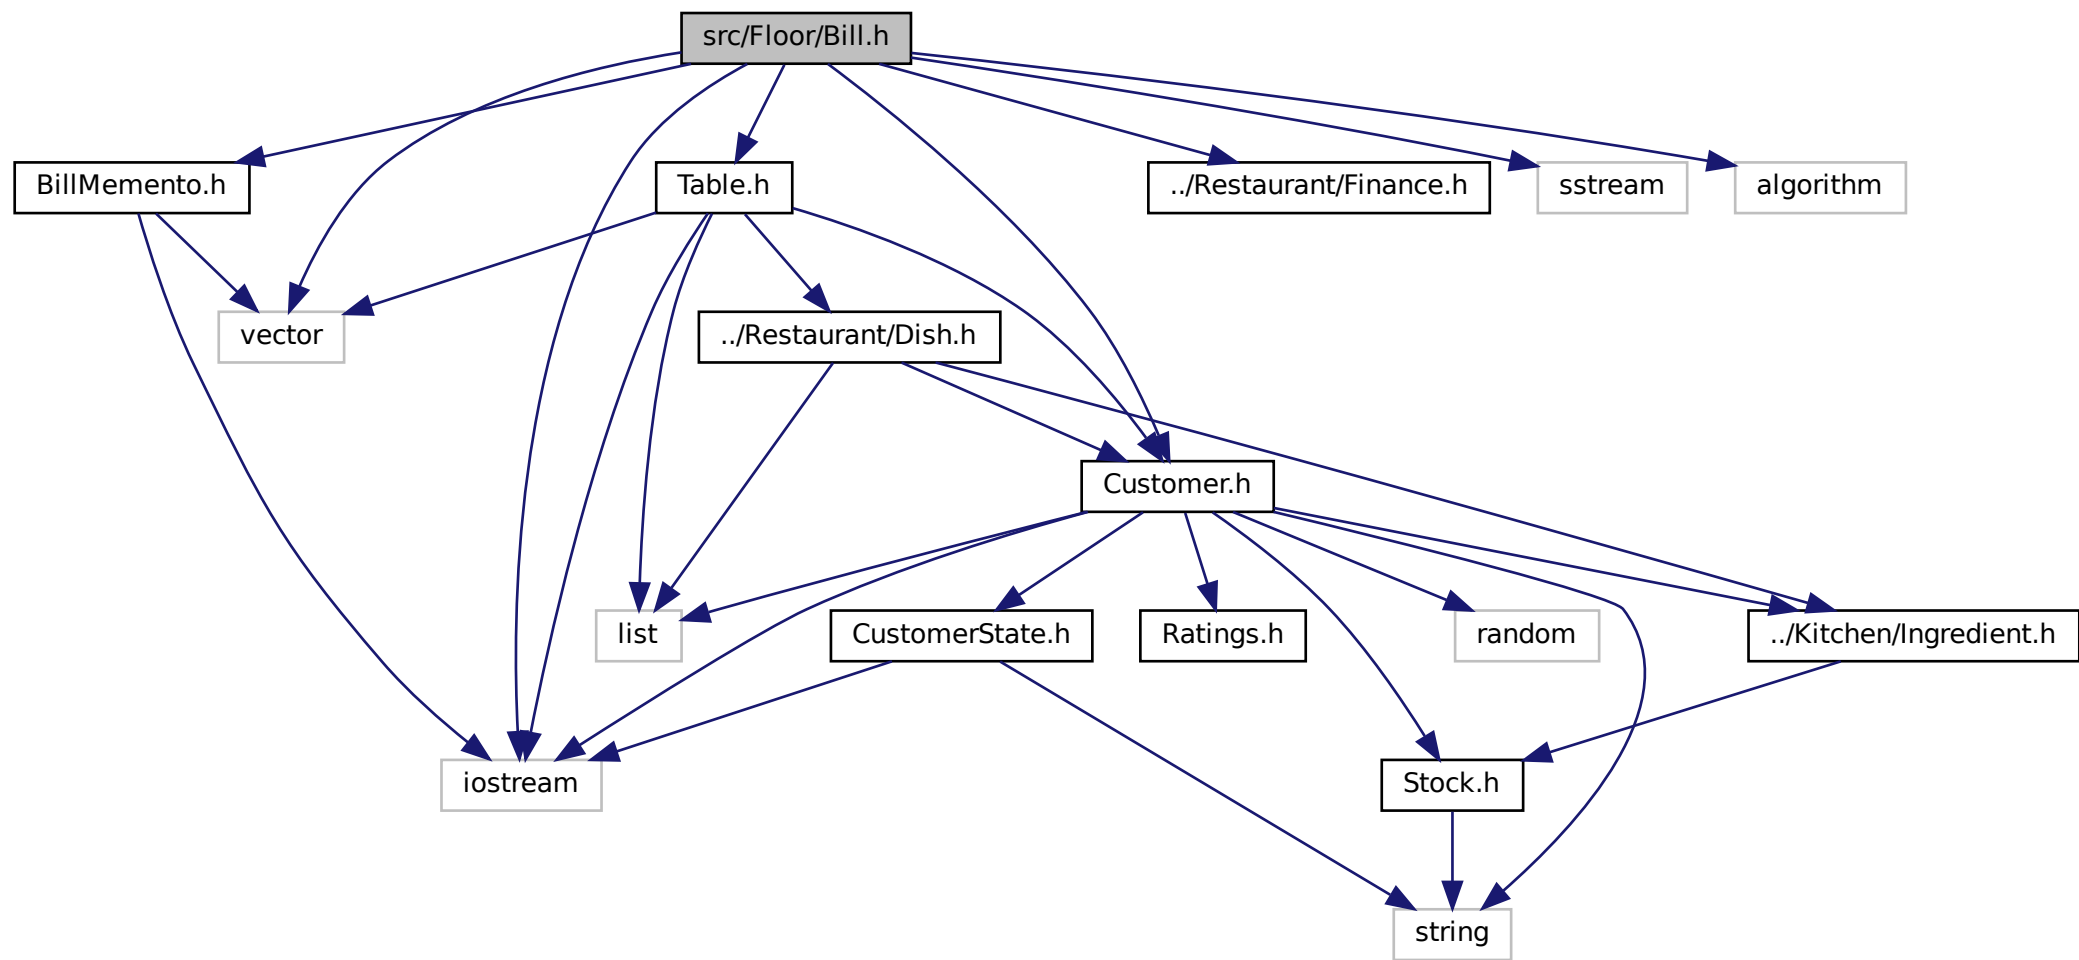 src/Floor/Bill.h
BillMemento.h
Table.h
../Restaurant/Finance.h
sstream
algorithm
vector
../Restaurant/Dish.h
Customer.h
list
CustomerState.h
Ratings.h
random
../Kitchen/Ingredient.h
iostream
Stock.h
string